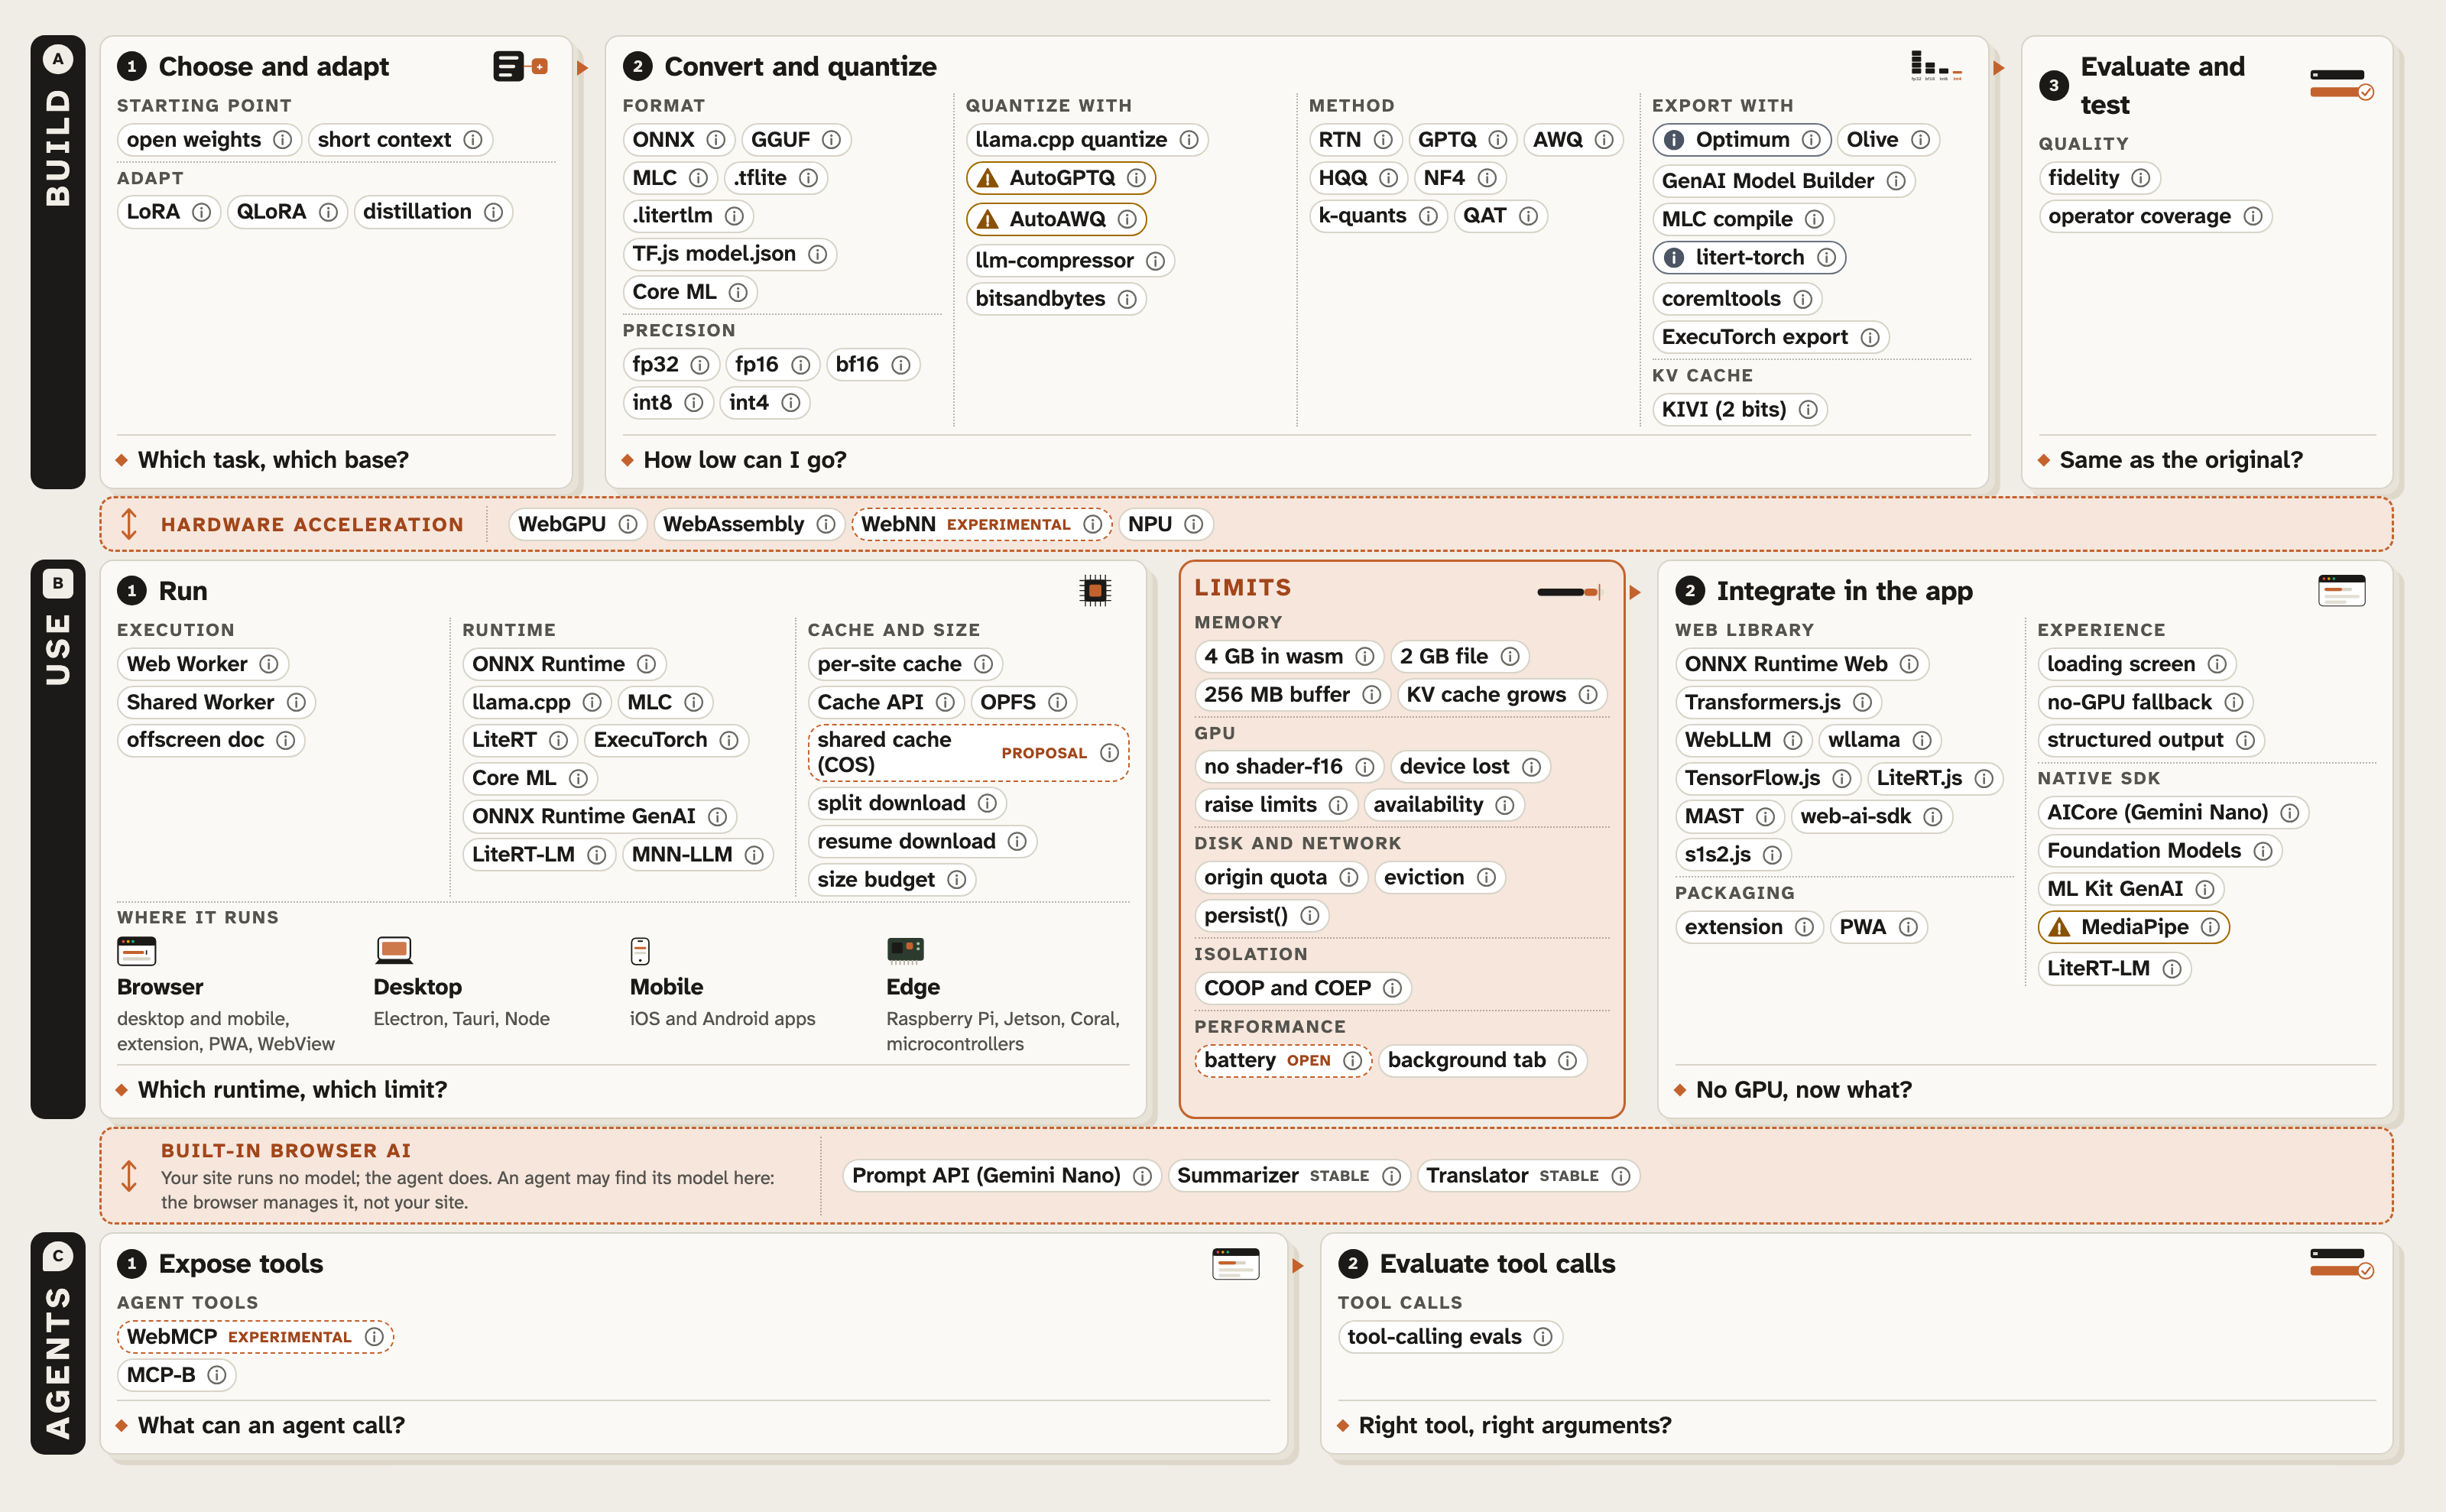 A BUILD
1 Choose and adapt
STARTING POINT
open weights
short context
ADAPT
LoRA
QLoRA
distillation
Which task, which base?
2 Convert and quantize
FORMAT
ONNX
GGUF
MLC
.tflite
.litertlm
TF.js model.json
Core ML
PRECISION
fp32
fp16
bf16
int8
int4
QUANTIZE WITH
llama.cpp quantize
AutoGPTQ
AutoAWQ
llm-compressor
bitsandbytes
METHOD
RTN
GPTQ
AWQ
HQQ
NF4
k-quants
QAT
EXPORT WITH
Optimum
Olive
GenAI Model Builder
MLC compile
litert-torch
coremltools
ExecuTorch export
KV CACHE
KIVI (2 bits)
How low can I go?
3 Evaluate and
test
QUALITY
fidelity
operator coverage
Same as the original?
HARDWARE ACCELERATION
WebGPU
WebAssembly
WebNN EXPERIMENTAL
NPU
B USE
1 Run
EXECUTION
Web Worker
Shared Worker
offscreen doc
RUNTIME
ONNX Runtime
llama.cpp
MLC
LiteRT
ExecuTorch
Core ML
ONNX Runtime GenAI
LiteRT-LM
MNN-LLM
CACHE AND SIZE
per-site cache
Cache API
OPFS
shared cache
(COS)
PROPOSAL
split download
resume download
size budget
WHERE IT RUNS
Browser
desktop and mobile,
extension, PWA, WebView
Desktop
Electron, Tauri, Node
Mobile
iOS and Android apps
Edge
Raspberry Pi, Jetson, Coral,
microcontrollers
Which runtime, which limit?
LIMITS
MEMORY
4 GB in wasm
2 GB file
256 MB buffer
KV cache grows
GPU
no shader-f16
device lost
raise limits
availability
DISK AND NETWORK
origin quota
eviction
persist()
ISOLATION
COOP and COEP
PERFORMANCE
battery OPEN
background tab
2 Integrate in the app
WEB LIBRARY
ONNX Runtime Web
Transformers.js
WebLLM
wllama
TensorFlow.js
LiteRT.js
MAST
web-ai-sdk
s1s2.js
PACKAGING
extension
PWA
EXPERIENCE
loading screen
no-GPU fallback
structured output
NATIVE SDK
AICore (Gemini Nano)
Foundation Models
ML Kit GenAI
MediaPipe
LiteRT-LM
No GPU, now what?
BUILT-IN BROWSER AI
Your site runs no model; the agent does. An agent may find its model here:
the browser manages it, not your site.
Prompt API (Gemini Nano)
Summarizer STABLE
Translator STABLE
C AGENTS
1 Expose tools
AGENT TOOLS
WebMCP EXPERIMENTAL
MCP-B
What can an agent call?
2 Evaluate tool calls
TOOL CALLS
tool-calling evals
Right tool, right arguments?